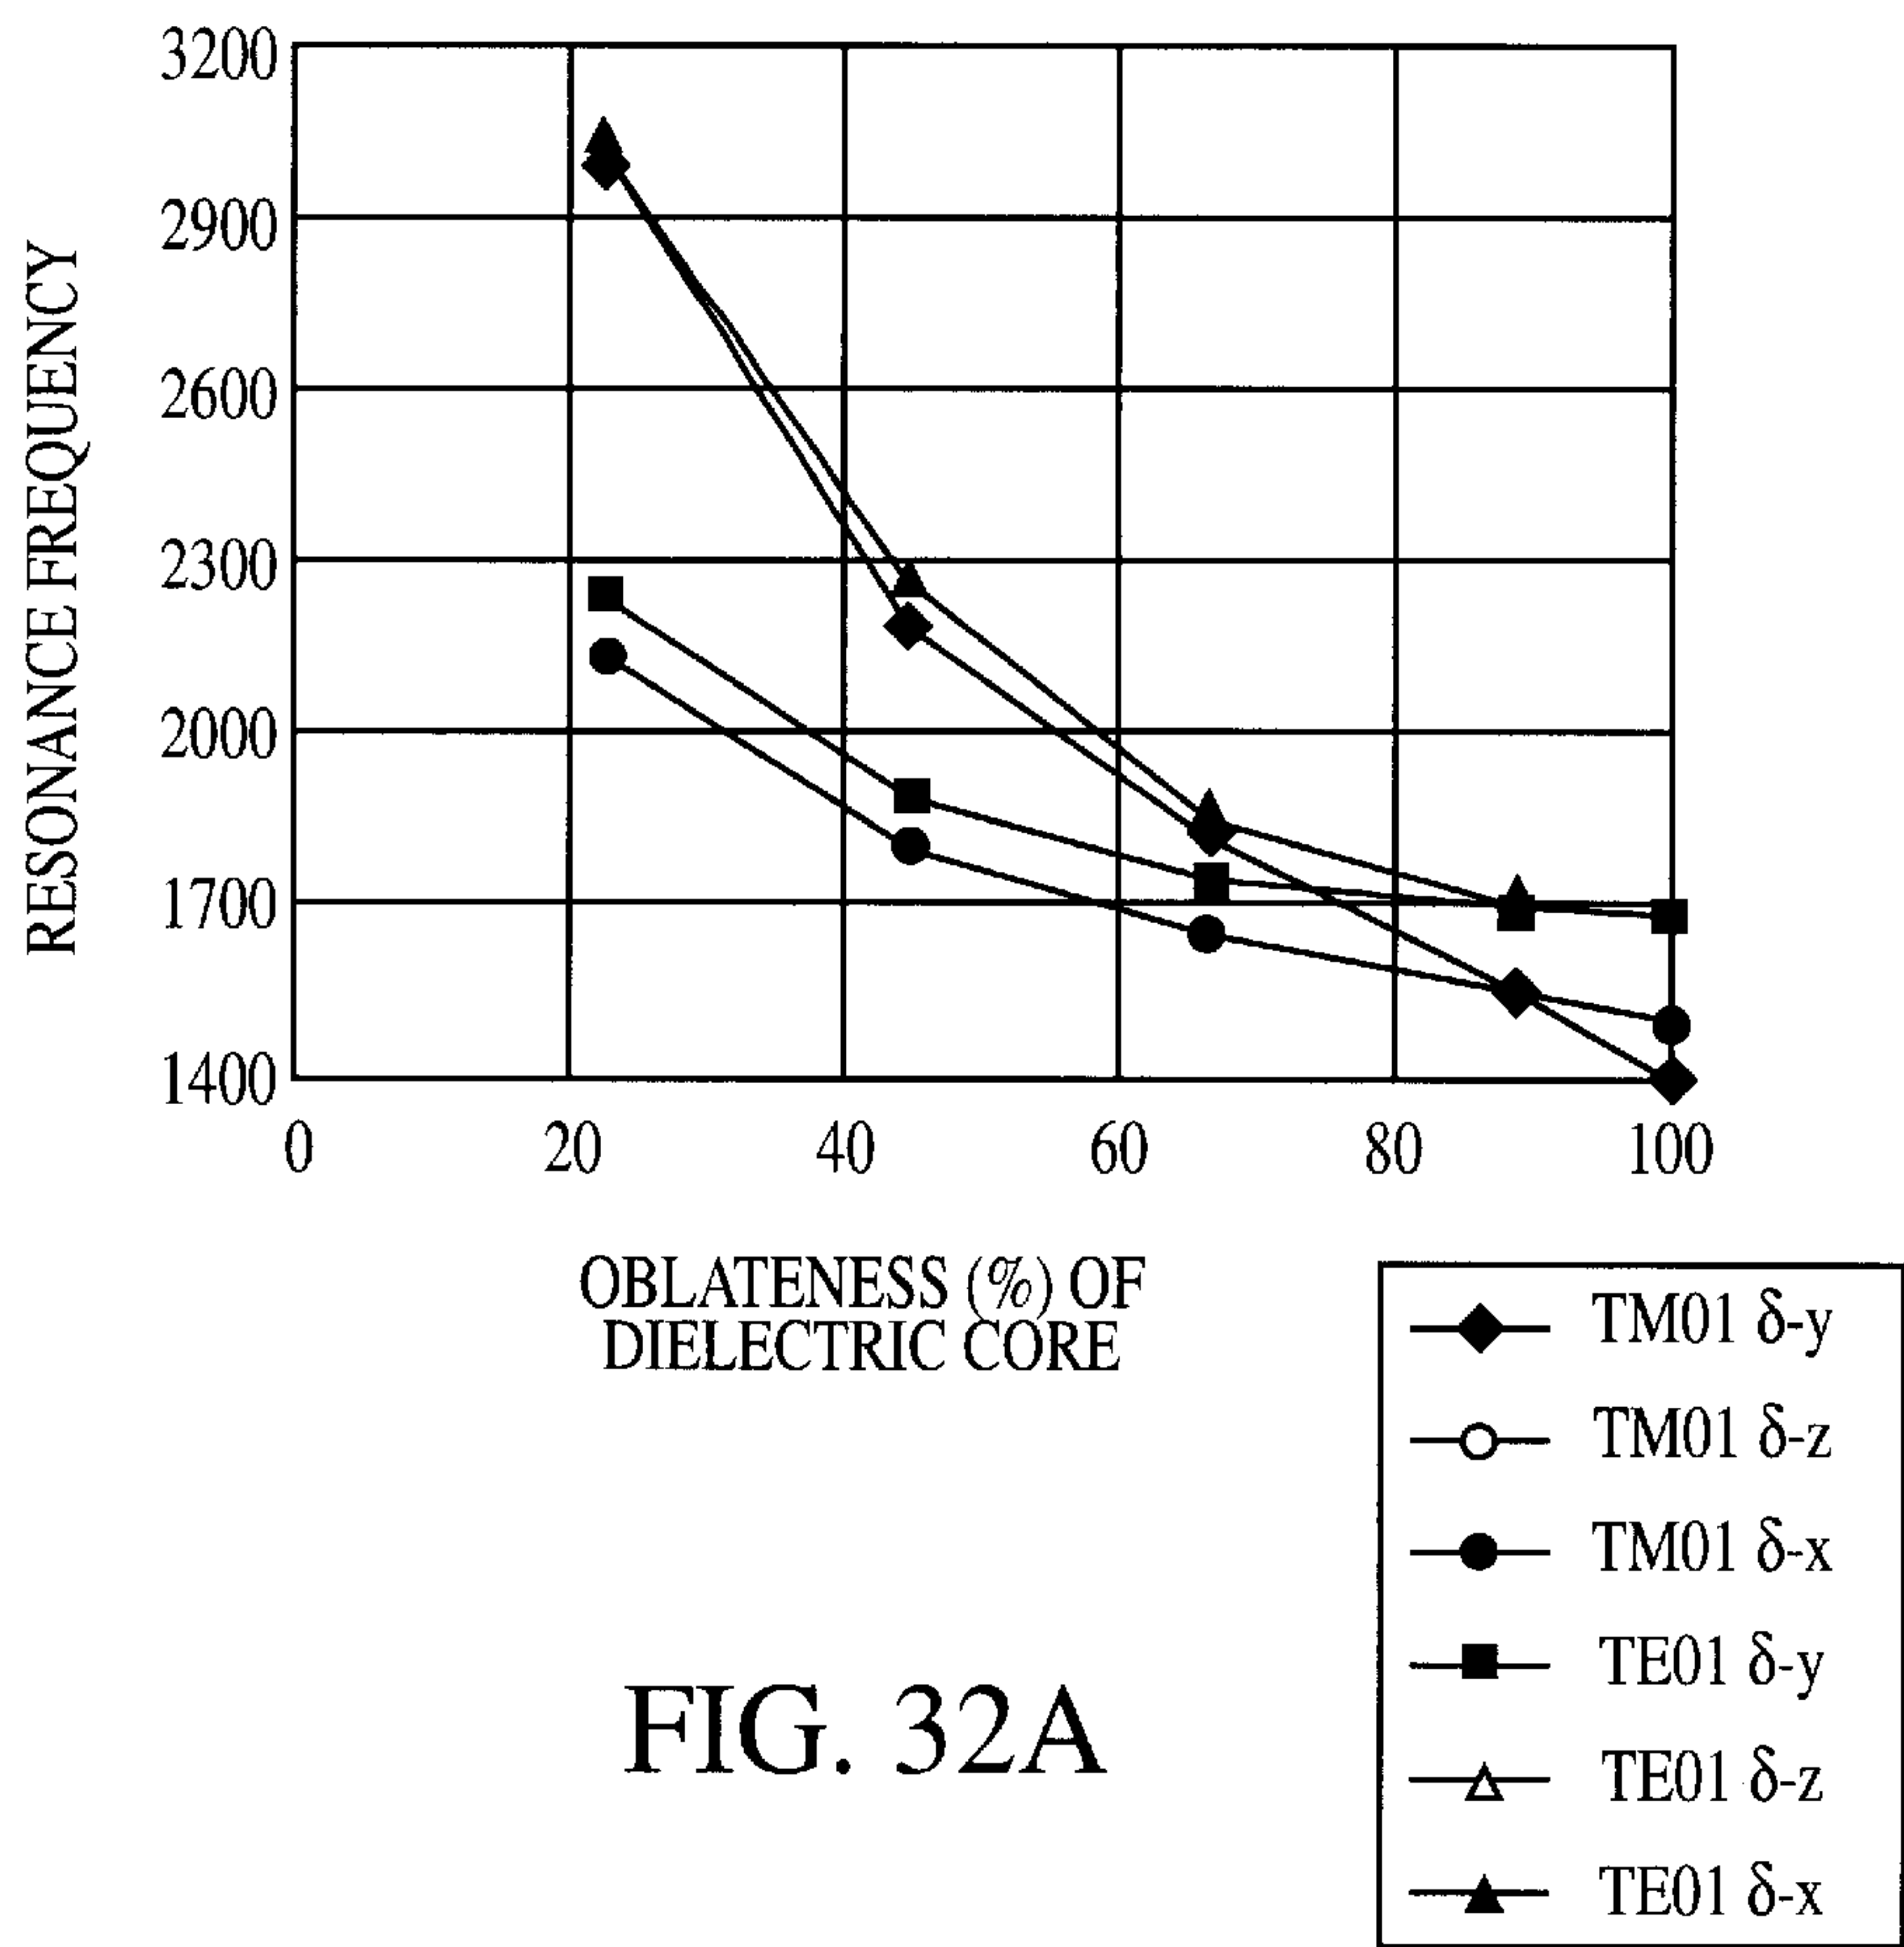 RESONANCE FREQUENCY
3200
2900
2600
2300
2000
1700
1400
0 20 40 60 80 100
OBLATENESS (%) OF
DIELECTRIC CORE
TM01 δ-y
TM01 δ-z
TM01 δ-x
TE01 δ-y
TE01 δ-z
TE01 δ-x
FIG. 32A